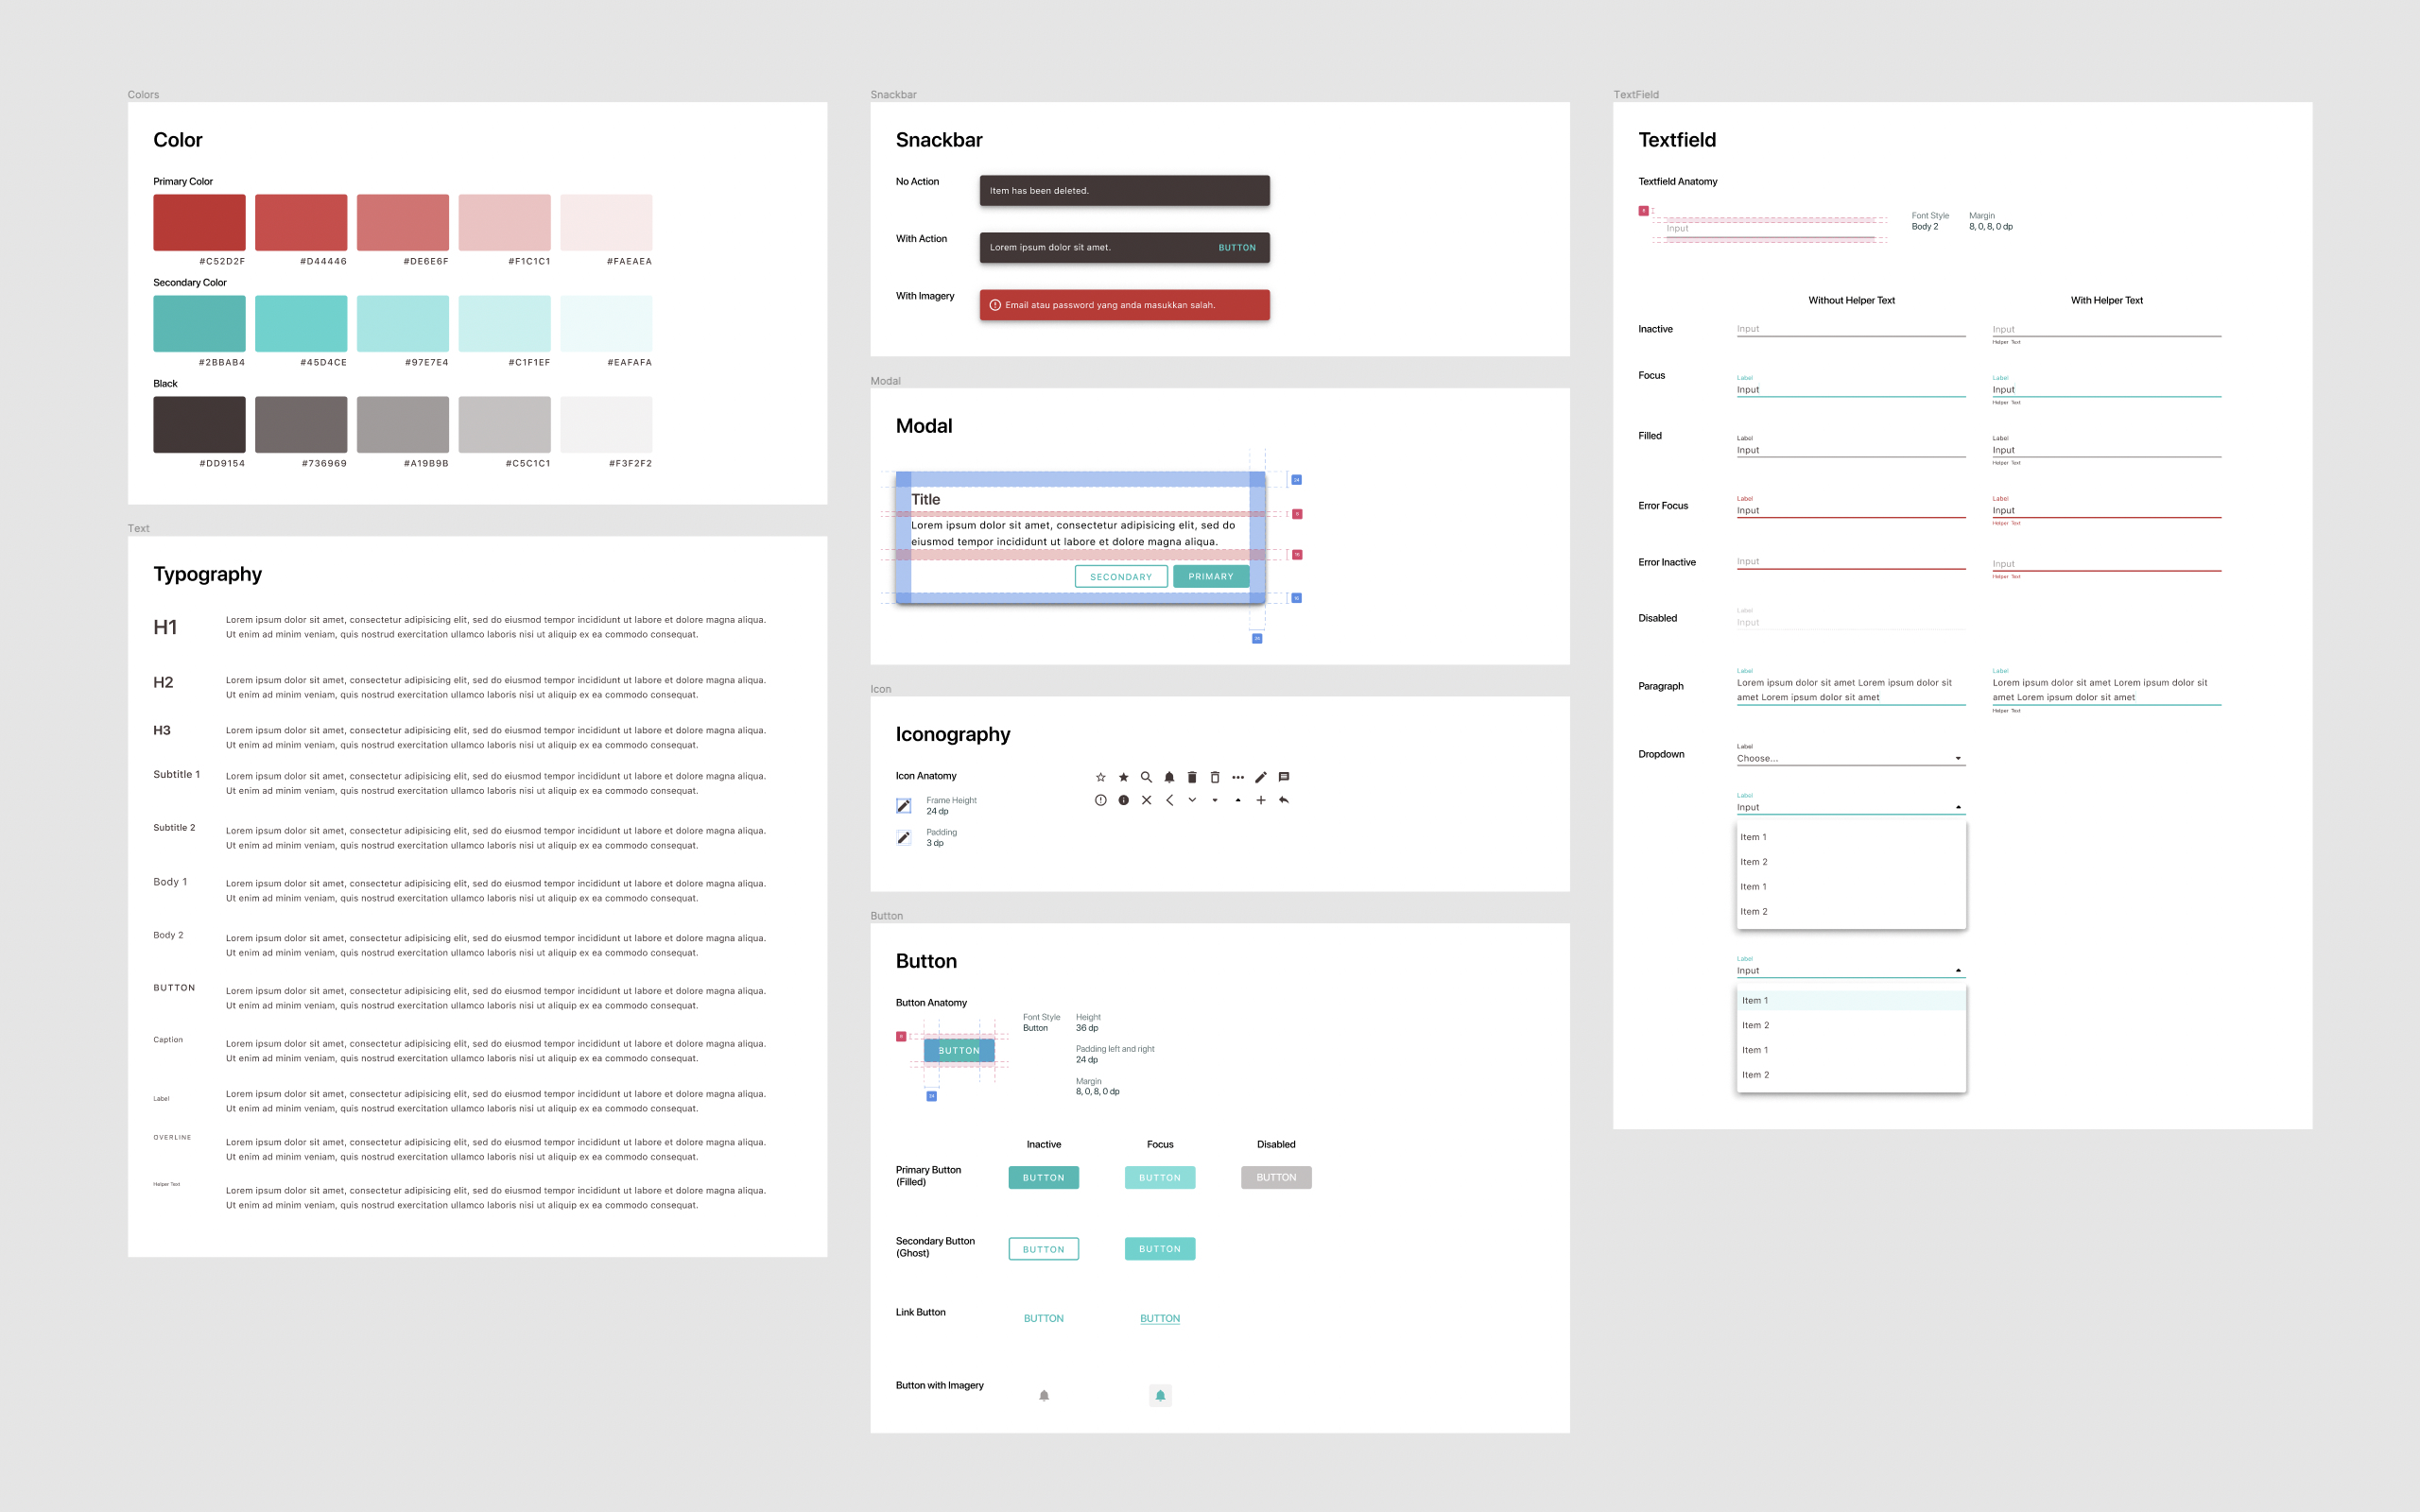 Colors
Color
Primary Color
#C52D2F
#D44446
#DE6E6F
#F1C1C1
#FAEAEA
Secondary Color
#2BBAB4
#45D4CE
#97E7E4
#C1F1EF
#EAFAFA
Black
#DD9154
#736969
#A19B9B
#C5C1C1
#F3F2F2
Text
Typography
H1
Lorem ipsum dolor sit amet, consectetur adipisicing elit, sed do eiusmod tempor incididunt ut labore et dolore magna aliqua.
Ut enim ad minim veniam, quis nostrud exercitation ullamco laboris nisi ut aliquip ex ea commodo consequat.
H2
Lorem ipsum dolor sit amet, consectetur adipisicing elit, sed do eiusmod tempor incididunt ut labore et dolore magna aliqua.
Ut enim ad minim veniam, quis nostrud exercitation ullamco laboris nisi ut aliquip ex ea commodo consequat.
H3
Lorem ipsum dolor sit amet, consectetur adipisicing elit, sed do eiusmod tempor incididunt ut labore et dolore magna aliqua.
Ut enim ad minim veniam, quis nostrud exercitation ullamco laboris nisi ut aliquip ex ea commodo consequat.
Subtitle 1
Lorem ipsum dolor sit amet, consectetur adipisicing elit, sed do eiusmod tempor incididunt ut labore et dolore magna aliqua.
Ut enim ad minim veniam, quis nostrud exercitation ullamco laboris nisi ut aliquip ex ea commodo consequat.
Subtitle 2
Lorem ipsum dolor sit amet, consectetur adipisicing elit, sed do eiusmod tempor incididunt ut labore et dolore magna aliqua.
Ut enim ad minim veniam, quis nostrud exercitation ullamco laboris nisi ut aliquip ex ea commodo consequat.
Body 1
Lorem ipsum dolor sit amet, consectetur adipisicing elit, sed do eiusmod tempor incididunt ut labore et dolore magna aliqua.
Ut enim ad minim veniam, quis nostrud exercitation ullamco laboris nisi ut aliquip ex ea commodo consequat.
Body 2
Lorem ipsum dolor sit amet, consectetur adipisicing elit, sed do eiusmod tempor incididunt ut labore et dolore magna aliqua.
Ut enim ad minim veniam, quis nostrud exercitation ullamco laboris nisi ut aliquip ex ea commodo consequat.
BUTTON
Lorem ipsum dolor sit amet, consectetur adipisicing elit, sed do eiusmod tempor incididunt ut labore et dolore magna aliqua.
Ut enim ad minim veniam, quis nostrud exercitation ullamco laboris nisi ut aliquip ex ea commodo consequat.
Caption
Lorem ipsum dolor sit amet, consectetur adipisicing elit, sed do eiusmod tempor incididunt ut labore et dolore magna aliqua.
Ut enim ad minim veniam, quis nostrud exercitation ullamco laboris nisi ut aliquip ex ea commodo consequat.
Label
Lorem ipsum dolor sit amet, consectetur adipisicing elit, sed do eiusmod tempor incididunt ut labore et dolore magna aliqua.
Ut enim ad minim veniam, quis nostrud exercitation ullamco laboris nisi ut aliquip ex ea commodo consequat.
OVERLINE
Lorem ipsum dolor sit amet, consectetur adipisicing elit, sed do eiusmod tempor incididunt ut labore et dolore magna aliqua.
Ut enim ad minim veniam, quis nostrud exercitation ullamco laboris nisi ut aliquip ex ea commodo consequat.
Helper Text
Lorem ipsum dolor sit amet, consectetur adipisicing elit, sed do eiusmod tempor incididunt ut labore et dolore magna aliqua.
Ut enim ad minim veniam, quis nostrud exercitation ullamco laboris nisi ut aliquip ex ea commodo consequat.
Snackbar
Snackbar
No Action
Item has been deleted.
With Action
Lorem ipsum dolor sit amet.
BUTTON
With Imagery
Email atau password yang anda masukkan salah.
Modal
Modal
Title
Lorem ipsum dolor sit amet, consectetur adipisicing elit, sed do
eiusmod tempor incididunt ut labore et dolore magna aliqua.
SECONDARY
PRIMARY
Icon
Iconography
Icon Anatomy
Frame Height
24 dp
Padding
3 dp
Button
Button
Button Anatomy
BUTTON
Font Style
Button
Height
36 dp
Padding left and right
24 dp
Margin
8, 0, 8, 0 dp
Inactive
Focus
Disabled
Primary Button
(Filled)
BUTTON
BUTTON
BUTTON
Secondary Button
(Ghost)
BUTTON
BUTTON
Link Button
BUTTON
BUTTON
Button with Imagery
TextField
Textfield
Textfield Anatomy
Input
Font Style
Body 2
Margin
8, 0, 8, 0 dp
Without Helper Text
With Helper Text
Inactive
Input
Input
Helper Text
Focus
Label
Input
Label
Input
Helper Text
Filled
Label
Input
Label
Input
Helper Text
Error Focus
Label
Input
Label
Input
Helper Text
Error Inactive
Input
Input
Helper Text
Disabled
Label
Input
Paragraph
Label
Lorem ipsum dolor sit amet Lorem ipsum dolor sit
amet Lorem ipsum dolor sit amet
Label
Lorem ipsum dolor sit amet Lorem ipsum dolor sit
amet Lorem ipsum dolor sit amet
Helper Text
Dropdown
Label
Choose...
Label
Input
Item 1
Item 2
Item 1
Item 2
Label
Input
Item 1
Item 2
Item 1
Item 2